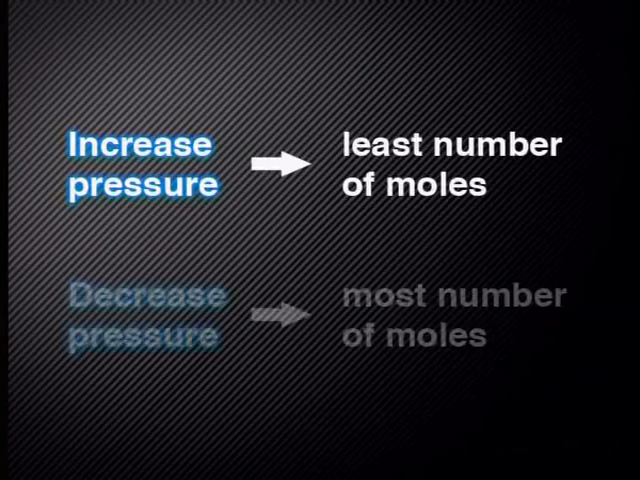 Increase
pressure
least number
of moles
Decrease
pressure
most number
of moles